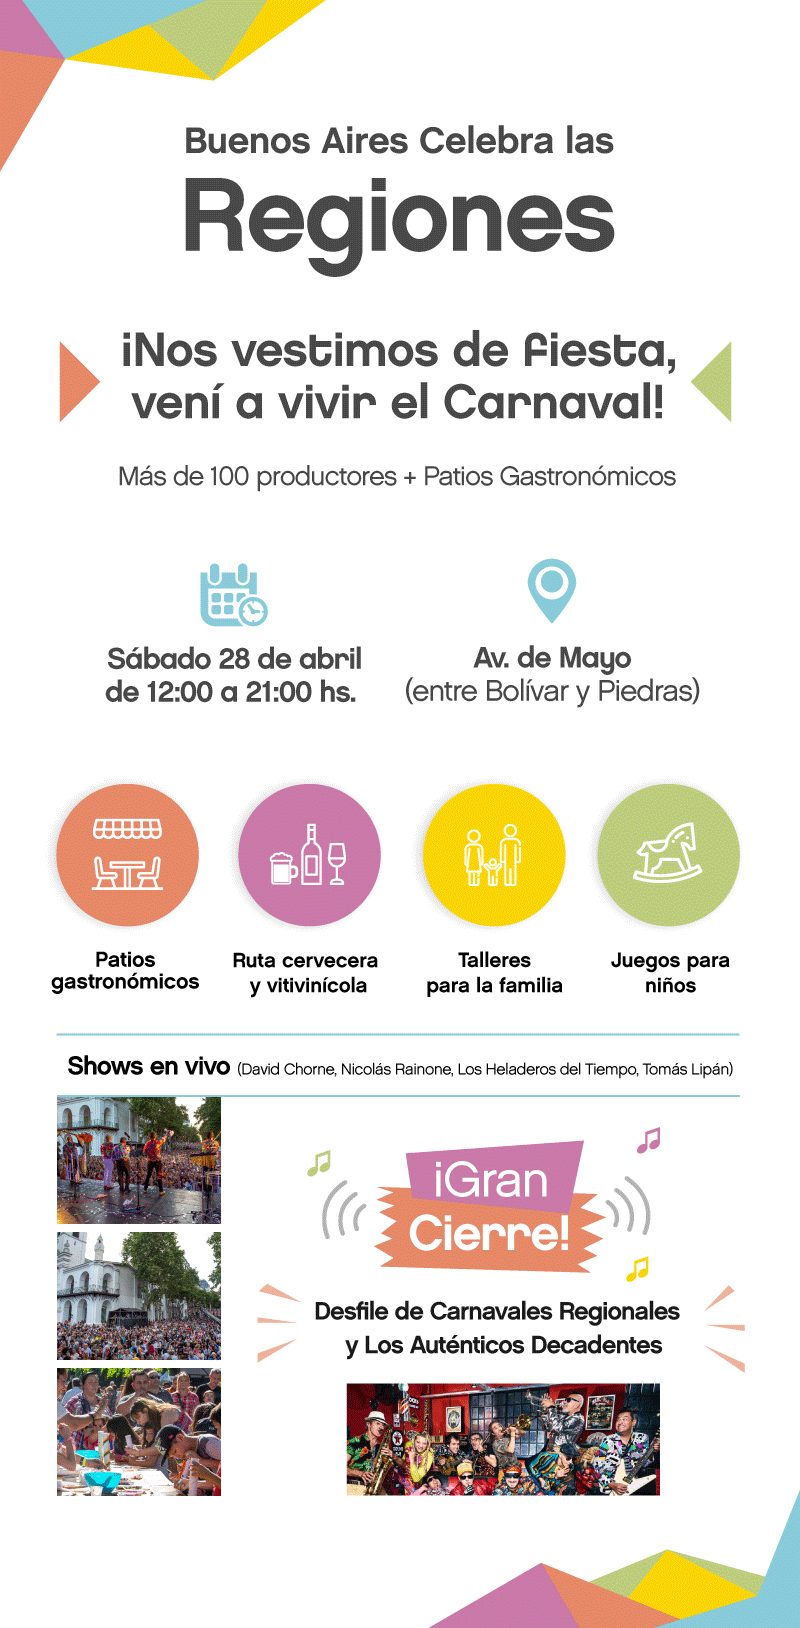 Buenos Aires Celebra las
Regiones
¡Nos vestimos de fiesta,
vení a vivir el Carnaval!
Más de 100 productores + Patios Gastronómicos
Sábado 28 de abril
de 12:00 a 21:00 hs.
Av. de Mayo
(entre Bolívar y Piedras)
Patios
gastronómicos
Ruta cervecera
y vitivinícola
Talleres
para la familia
Juegos para
niños
Shows en vivo (David Chorne, Nicolás Rainone, Los Heladeros del Tiempo, Tomás Lipán)
¡Gran
Cierre!
Desfile de Carnavales Regionales
y Los Auténticos Decadentes